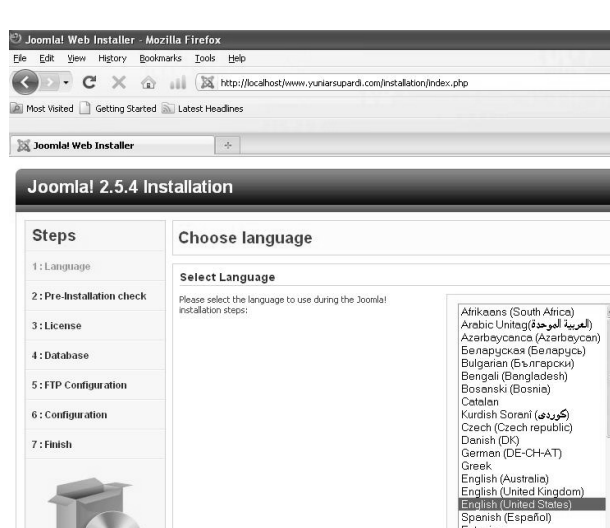 Joomla! Web Installer - Mozilla Firefox
File Edit View History Bookmarks Tools Help
http://localhost/www.yuniarsupardi.com/installation/index.php
Most Visited Getting Started Latest Headlines
Joomla! Web Installer
Joomla! 2.5.4 Installation
Steps
1 : Language
2 : Pre-Installation check
3 : License
4 : Database
5 : FTP Configuration
6 : Configuration
7 : Finish
Choose language
Select Language
Please select the language to use during the Joomla!
installation steps:
Afrikaans (South Africa)
Arabic Unitag (العربية الموحدة)
Azərbaycanca (Azərbaycan)
Беларуская (Беларусь)
Bulgarian (Български)
Bengali (Bangladesh)
Bosanski (Bosnia)
Catalan
Kurdish Soranî (کوردی)
Czech (Czech republic)
Danish (DK)
German (DE-CH-AT)
Greek
English (Australia)
English (United Kingdom)
English (United States)
Spanish (Español)